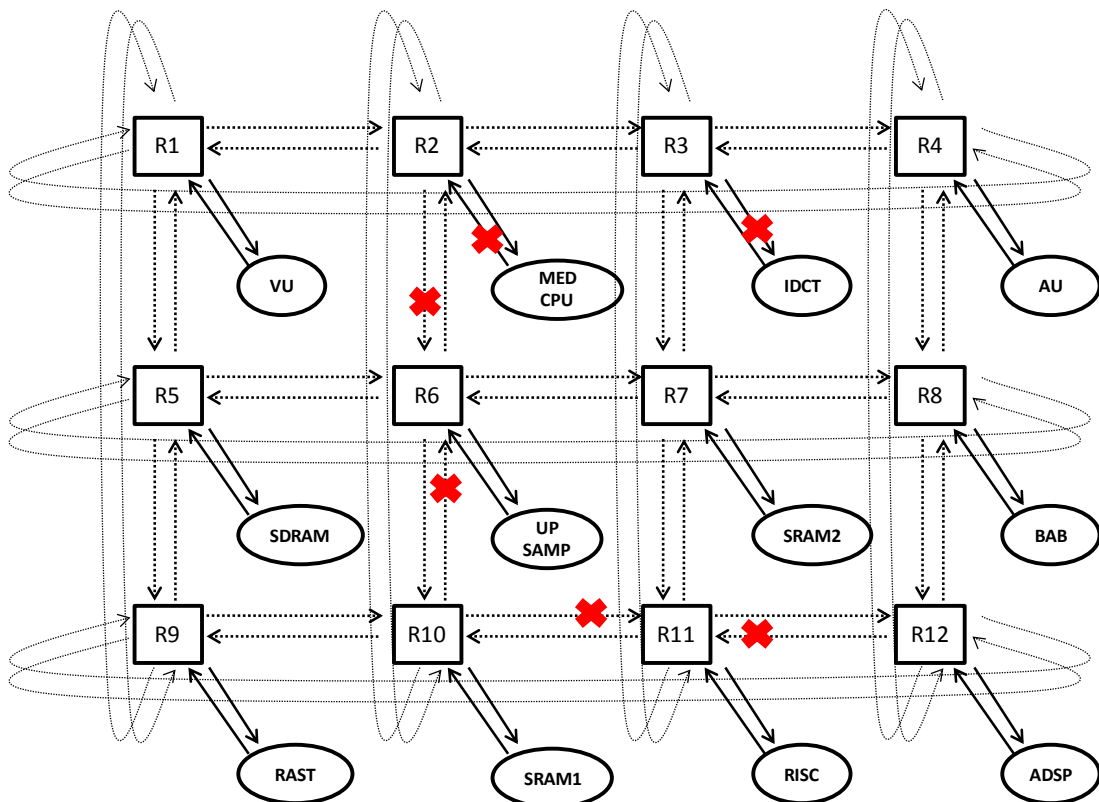 R1
R2
R3
R4
VU
MED
CPU
IDCT
AU
R5
R6
R7
R8
SDRAM
UP
SAMP
SRAM2
BAB
R9
R10
R11
R12
RAST
SRAM1
RISC
ADSP